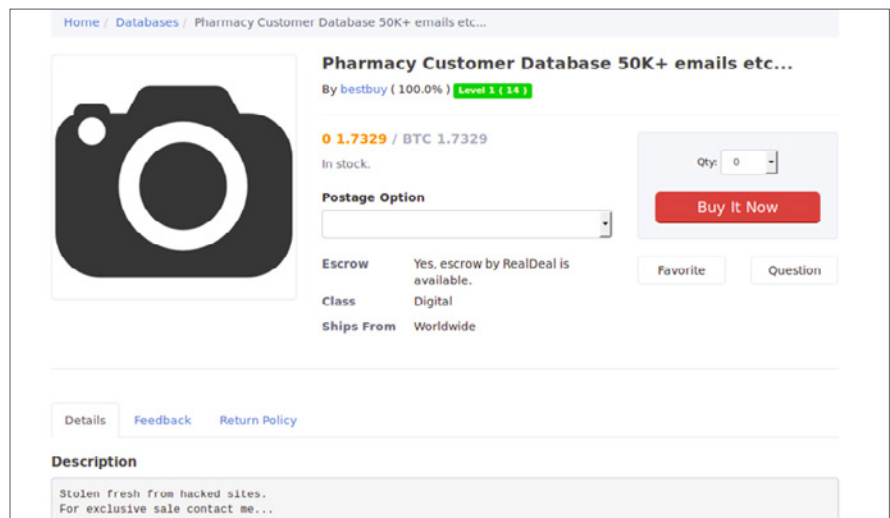 Home / Databases / Pharmacy Customer Database 50K+ emails etc...
Pharmacy Customer Database 50K+ emails etc...
By bestbuy ( 100.0% ) Level 1 ( 14 )
0 1.7329 / BTC 1.7329
In stock.
Qty: 0
Buy It Now
Postage Option
Escrow Yes, escrow by RealDeal is
available.
Favorite Question
Class Digital
Ships From Worldwide
Details Feedback Return Policy
Description
Stolen fresh from hacked sites.
For exclusive sale contact me...